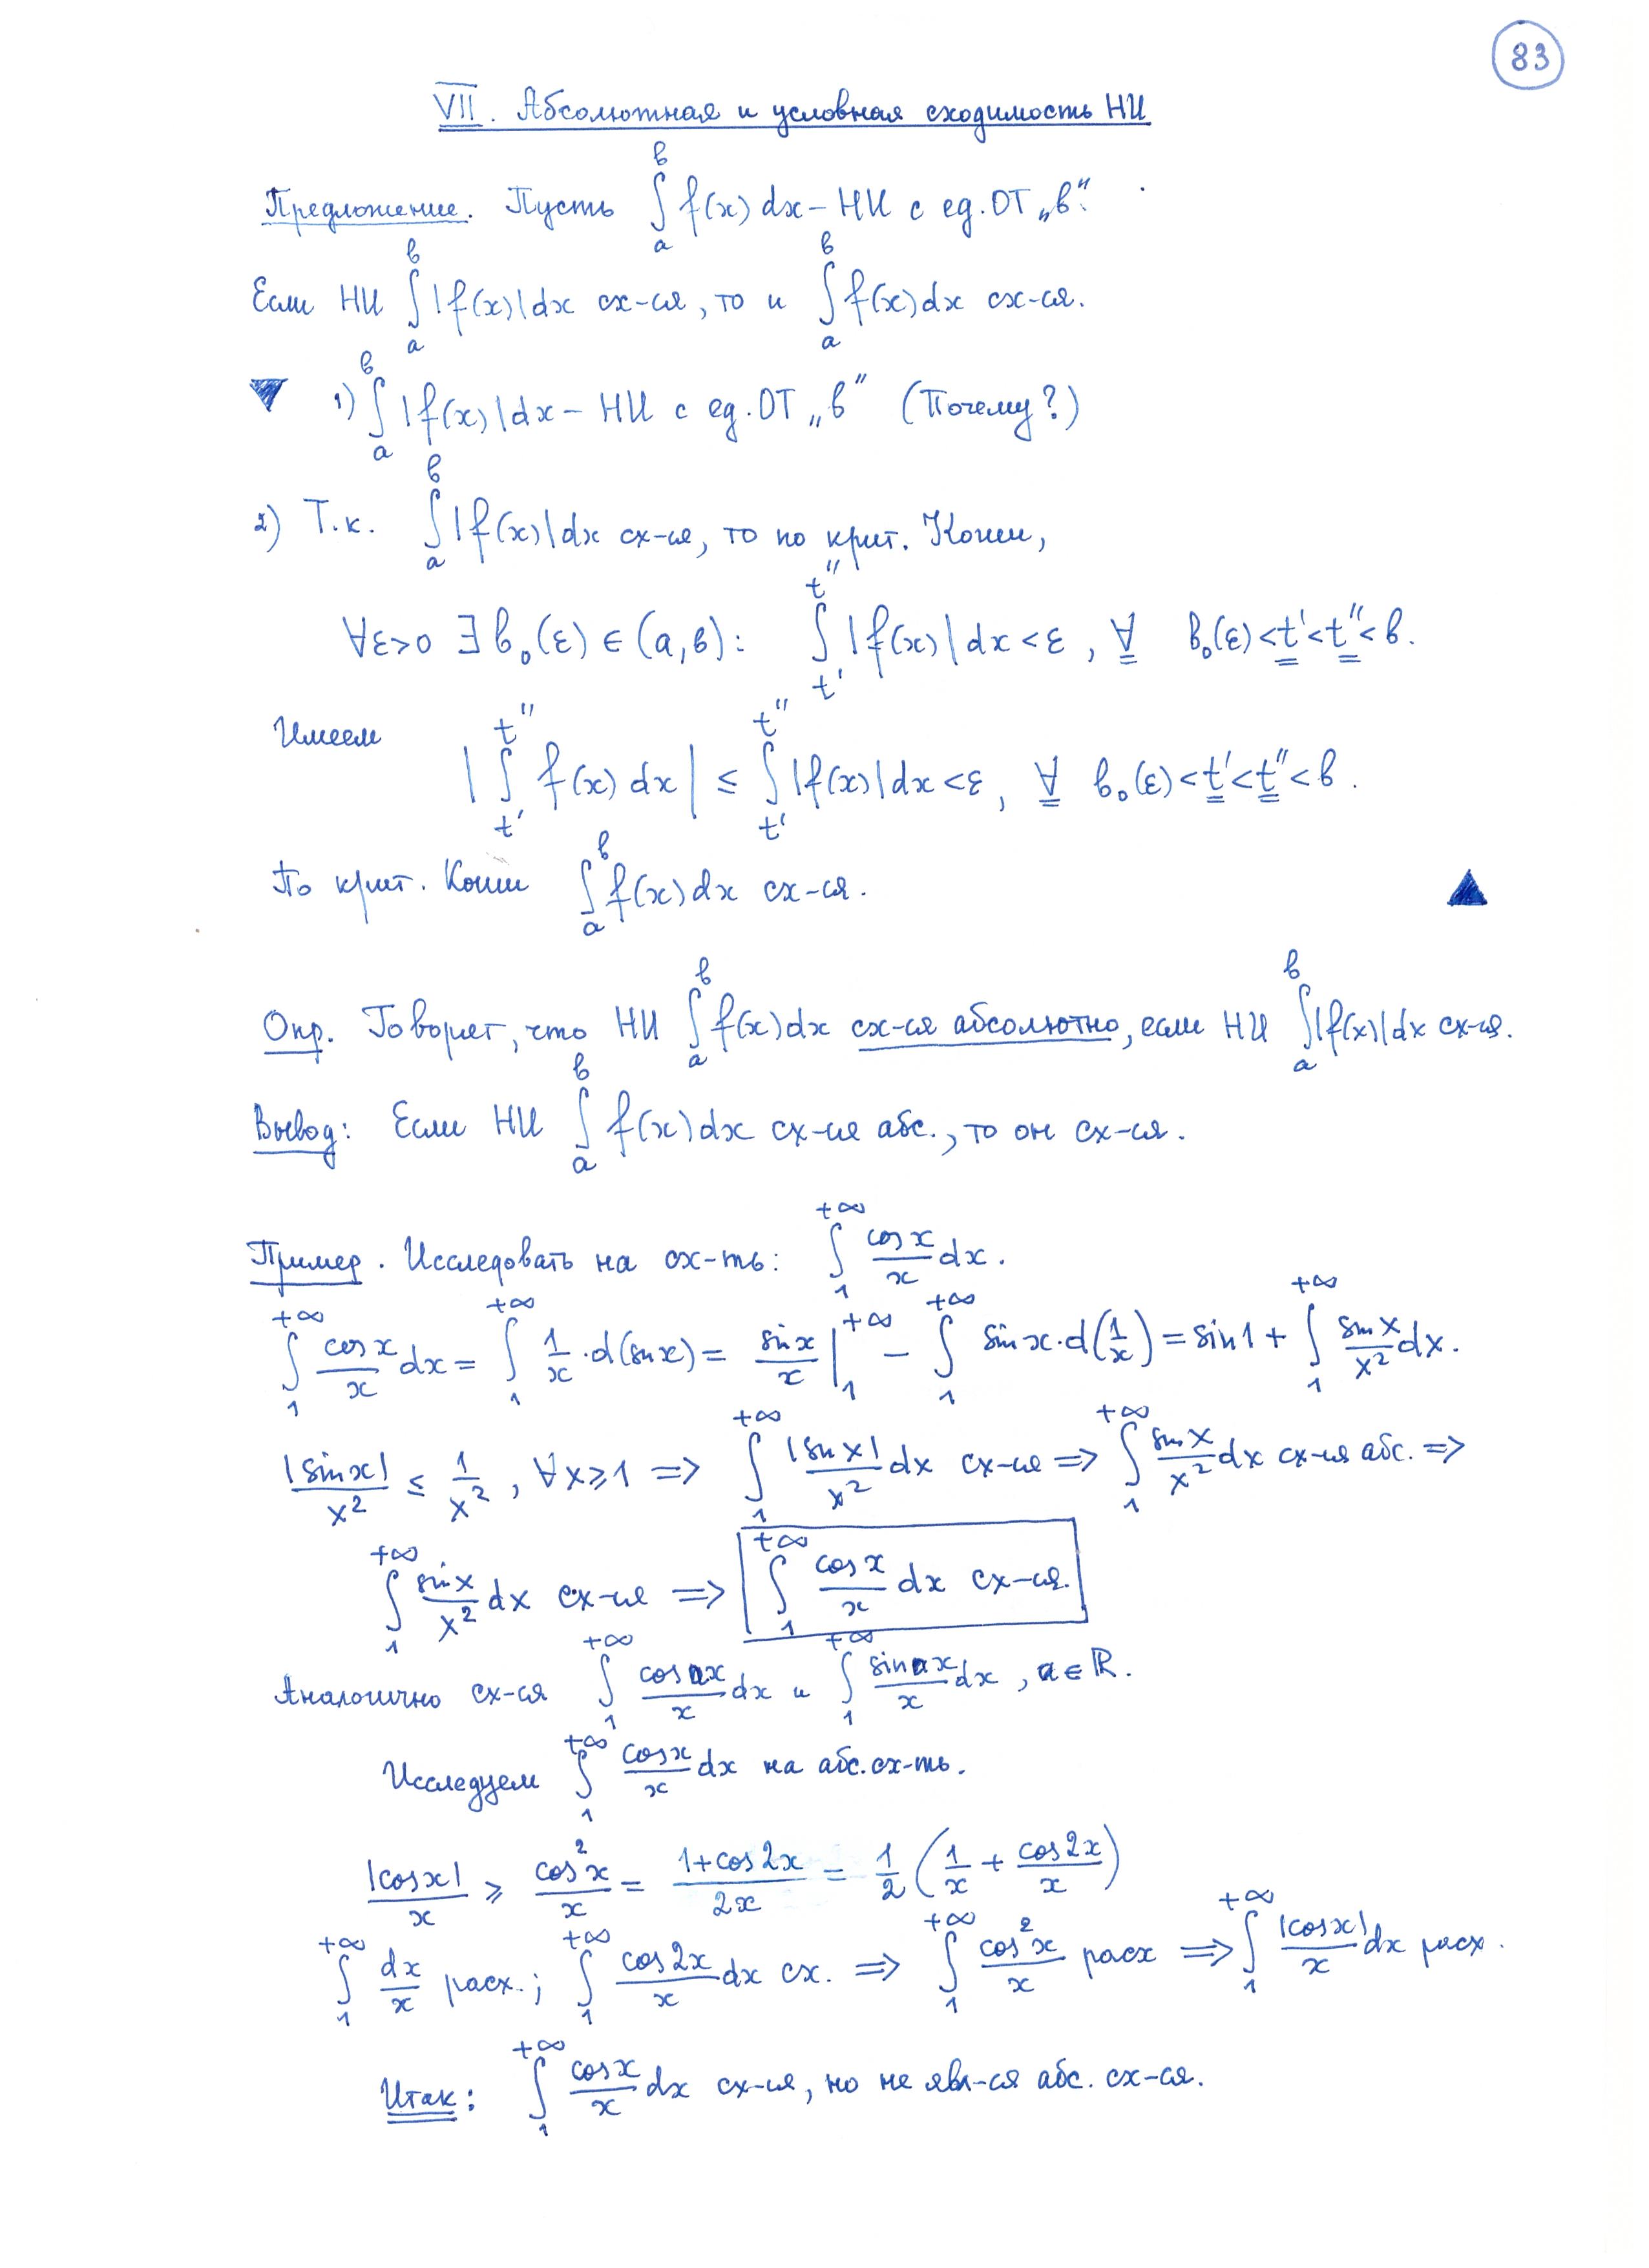 83
VII. Абсолютная и условная сходимость НИ
Предложение. Пусть $\int_a^b f(x)dx$ – НИ с ед. ОТ „b".
Если НИ $\int_a^b |f(x)|dx$ сх-ся, то и $\int_a^b f(x)dx$ сх-ся.
▼ 1) $\int_a^b |f(x)|dx$ – НИ с ед. ОТ „b" (Почему?)
2) Т.к. $\int_a^b |f(x)|dx$ сх-ся, то по крит. Коши,
$\forall \varepsilon>0 \ \exists b_0(\varepsilon) \in (a,b): \int_{t'}^{t''} |f(x)|dx < \varepsilon, \ \forall \ b_0(\varepsilon)<t'<t''<b.$
Имеем $\left|\int_{t'}^{t''} f(x)dx\right| \le \int_{t'}^{t''} |f(x)|dx < \varepsilon, \ \forall \ b_0(\varepsilon)<t'<t''<b.$
По крит. Коши $\int_a^b f(x)dx$ сх-ся. ▲
Опр. Говорят, что НИ $\int_a^b f(x)dx$ сх-ся абсолютно, если НИ $\int_a^b |f(x)|dx$ сх-ся.
Вывод: Если НИ $\int_a^b f(x)dx$ сх-ся абс., то он сх-ся.
Пример. Исследовать на сх-ть: $\int_1^{+\infty} \frac{\cos x}{x}dx.$
$\int_1^{+\infty} \frac{\cos x}{x}dx = \int_1^{+\infty} \frac{1}{x}\cdot d(\sin x) = \frac{\sin x}{x}\Big|_1^{+\infty} - \int_1^{+\infty} \sin x\cdot d\left(\frac{1}{x}\right) = \sin 1 + \int_1^{+\infty} \frac{\sin x}{x^2}dx.$
$\frac{|\sin x|}{x^2} \le \frac{1}{x^2}, \ \forall x \ge 1 \Rightarrow \int_1^{+\infty} \frac{|\sin x|}{x^2}dx$ сх-ся $\Rightarrow \int_1^{+\infty} \frac{\sin x}{x^2}dx$ сх-ся абс. $\Rightarrow$
$\int_1^{+\infty} \frac{\sin x}{x^2}dx$ сх-ся $\Rightarrow \int_1^{+\infty} \frac{\cos x}{x}dx$ сх-ся.
Аналогично сх-ся $\int_1^{+\infty} \frac{\cos ax}{x}dx$ и $\int_1^{+\infty} \frac{\sin ax}{x}dx, \ a \in \mathbb{R}.$
Исследуем $\int_1^{+\infty} \frac{\cos x}{x}dx$ на абс. сх-ть.
$\frac{|\cos x|}{x} \ge \frac{\cos^2 x}{x} = \frac{1+\cos 2x}{2x} = \frac{1}{2}\left(\frac{1}{x} + \frac{\cos 2x}{x}\right)$
$\int_1^{+\infty} \frac{dx}{x}$ расх.; $\int_1^{+\infty} \frac{\cos 2x}{x}dx$ сх. $\Rightarrow \int_1^{+\infty} \frac{\cos^2 x}{x}$ расх $\Rightarrow \int_1^{+\infty} \frac{|\cos x|}{x}dx$ расх.
Итак: $\int_1^{+\infty} \frac{\cos x}{x}dx$ сх-ся, но не явл-ся абс. сх-ся.